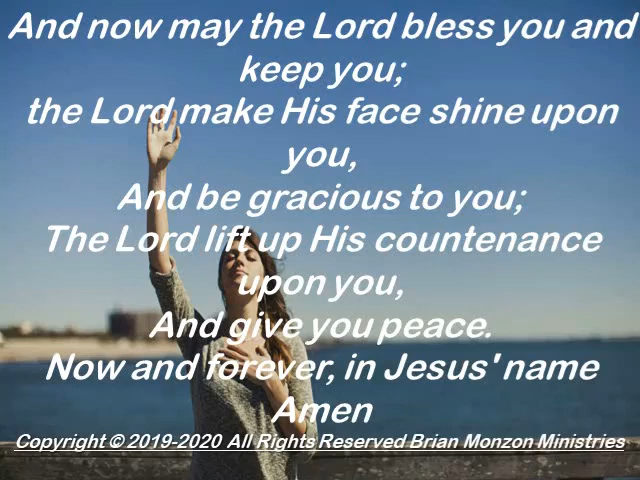 And now may the Lord bless you and
keep you;
the Lord make His face shine upon
you,
And be gracious to you;
The Lord lift up His countenance
upon you,
And give you peace.
Now and forever, in Jesus' name
Amen
Copyright © 2019-2020 All Rights Reserved Brian Monzon Ministries